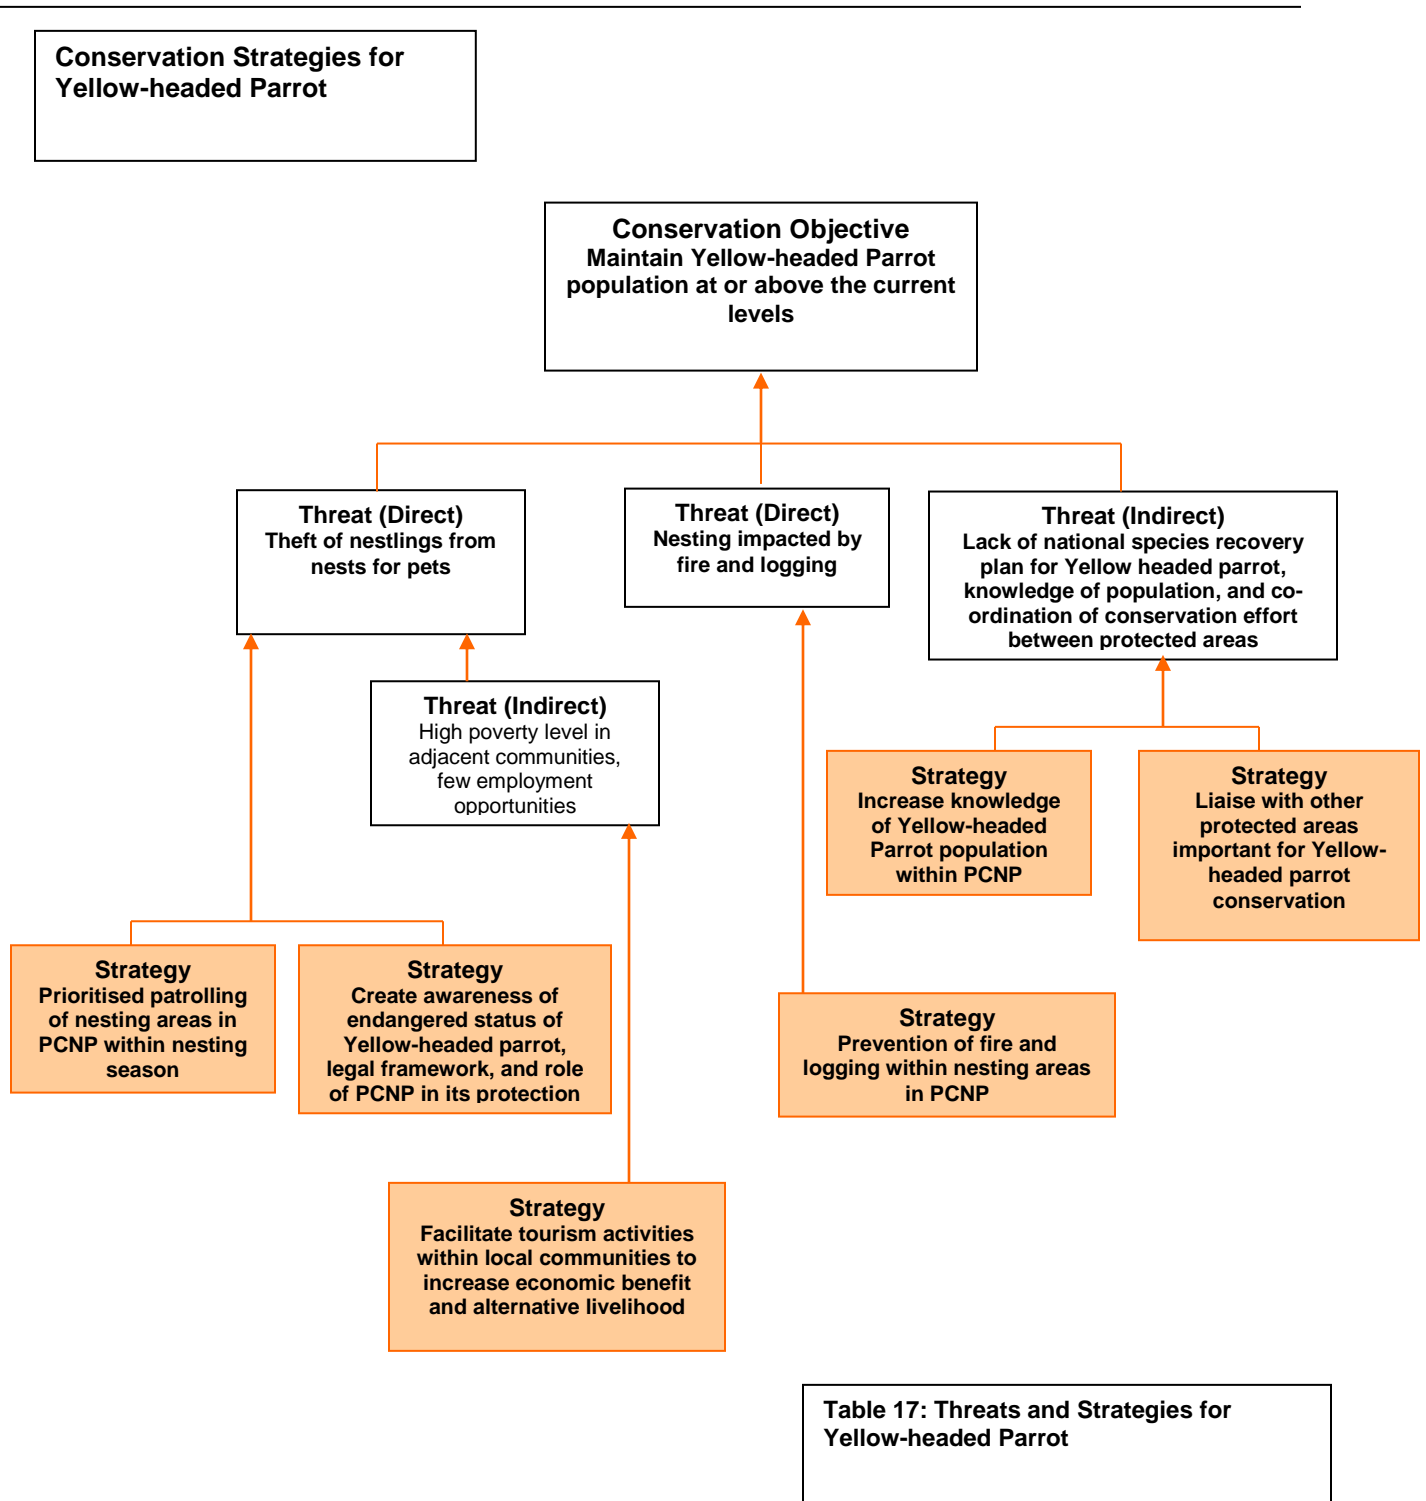 Conservation Strategies for
Yellow-headed Parrot
Conservation Objective
Maintain Yellow-headed Parrot
population at or above the current
levels
Threat (Direct)
Theft of nestlings from
nests for pets
Threat (Direct)
Nesting impacted by
fire and logging
Threat (Indirect)
Lack of national species recovery
plan for Yellow headed parrot,
knowledge of population, and co-
ordination of conservation effort
between protected areas
Threat (Indirect)
High poverty level in
adjacent communities,
few employment
opportunities
Strategy
Increase knowledge
of Yellow-headed
Parrot population
within PCNP
Strategy
Liaise with other
protected areas
important for Yellow-
headed parrot
conservation
Strategy
Prioritised patrolling
of nesting areas in
PCNP within nesting
season
Strategy
Create awareness of
endangered status of
Yellow-headed parrot,
legal framework, and role
of PCNP in its protection
Strategy
Prevention of fire and
logging within nesting areas
in PCNP
Strategy
Facilitate tourism activities
within local communities to
increase economic benefit
and alternative livelihood
Table 17: Threats and Strategies for
Yellow-headed Parrot